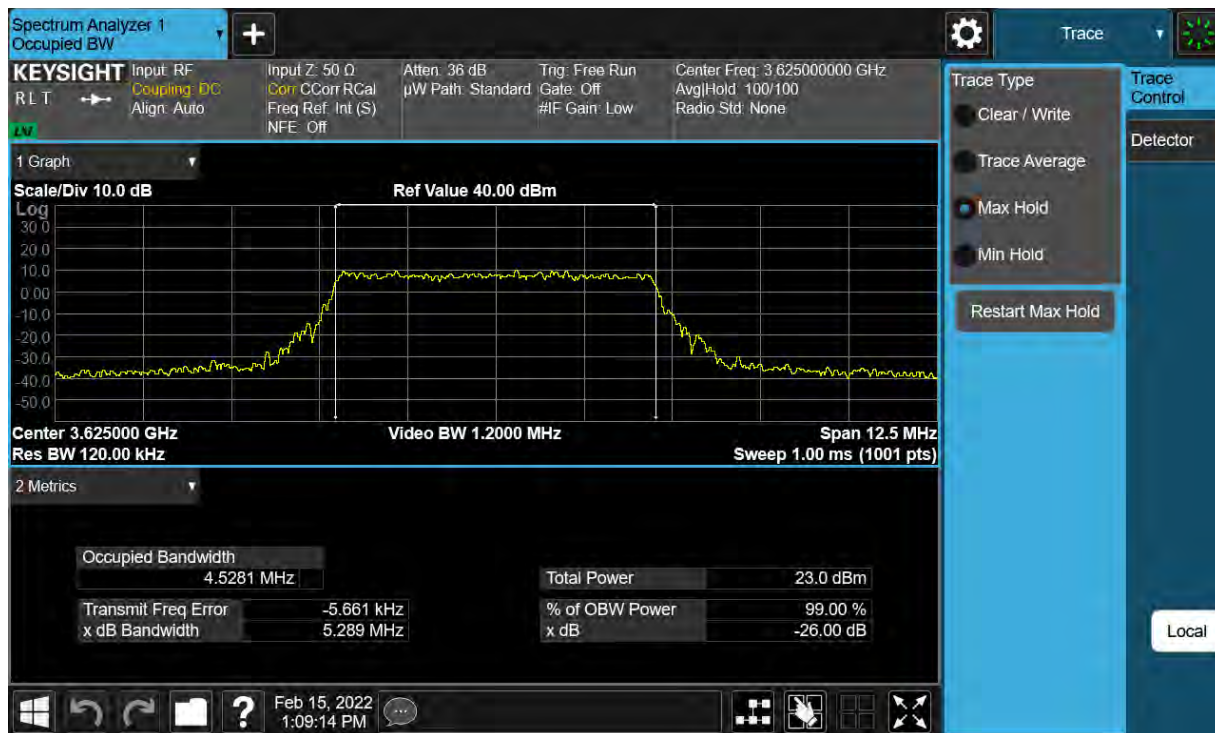 Spectrum Analyzer 1
Occupied BW
+
Trace
KEYSIGHT
RLT
LXI
Input: RF
Coupling: DC
Align: Auto
Input Z: 50 Ω
Corr CCorr RCal
Freq Ref: Int (S)
NFE: Off
Atten: 36 dB
µW Path: Standard
Trig: Free Run
Gate: Off
#IF Gain: Low
Center Freq: 3.625000000 GHz
Avg|Hold: 100/100
Radio Std: None
Trace Type
Clear / Write
Trace Average
Max Hold
Min Hold
Restart Max Hold
Trace
Control
Detector
Local
1 Graph
Scale/Div 10.0 dB
Ref Value 40.00 dBm
Log
30.0
20.0
10.0
0.00
-10.0
-20.0
-30.0
-40.0
-50.0
Center 3.625000 GHz
Video BW 1.2000 MHz
Span 12.5 MHz
Res BW 120.00 kHz
Sweep 1.00 ms (1001 pts)
2 Metrics
Occupied Bandwidth
4.5281 MHz
Total Power 23.0 dBm
Transmit Freq Error -5.661 kHz
% of OBW Power 99.00 %
x dB Bandwidth 5.289 MHz
x dB -26.00 dB
?
Feb 15, 2022
1:09:14 PM